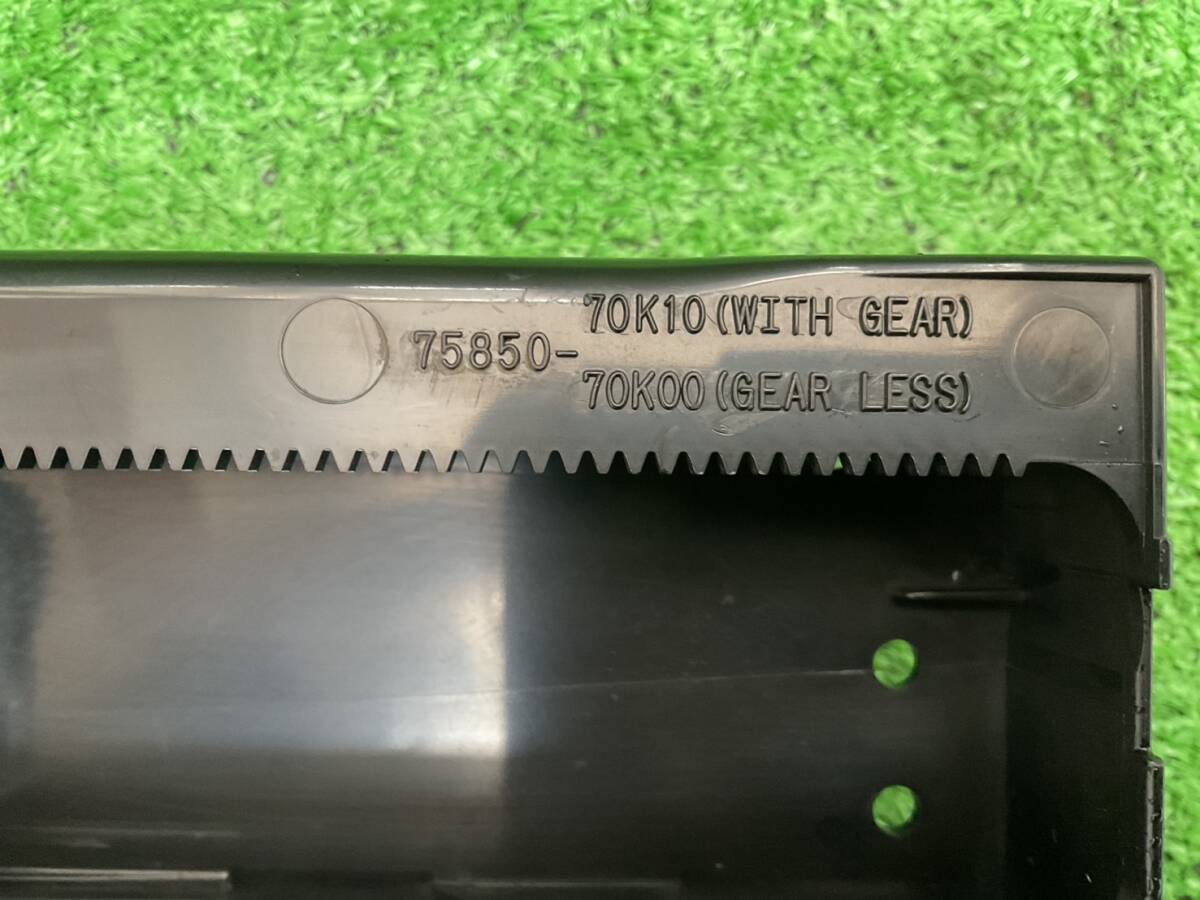 75850-
70K10(WITH GEAR)
70K00(GEAR LESS)